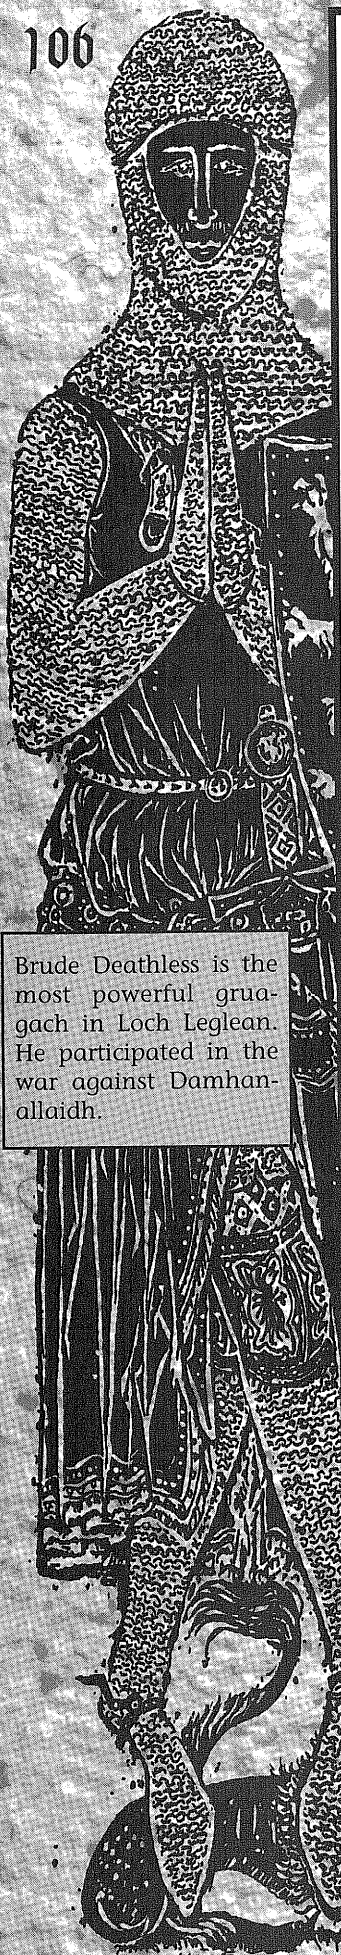 106
Brude Deathless is the
most powerful grua-
gach in Loch Leglean.
He participated in the
war against Damhan-
allaidh.